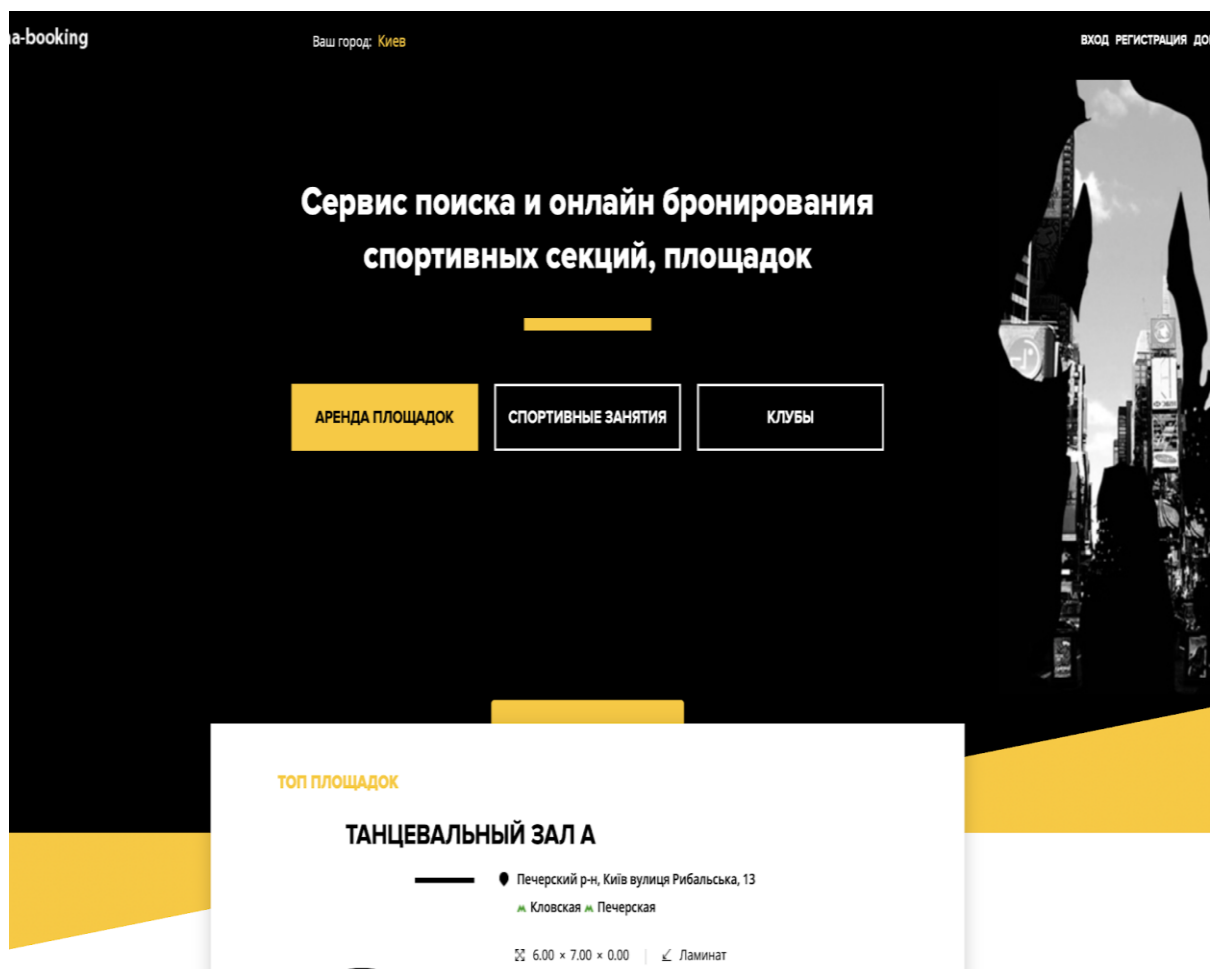 a-booking
Ваш город: Киев
ВХОД РЕГИСТРАЦИЯ
Сервис поиска и онлайн бронирования
спортивных секций, площадок
АРЕНДА ПЛОЩАДОК
СПОРТИВНЫЕ ЗАНЯТИЯ
КЛУБЫ
ТОП ПЛОЩАДОК
ТАНЦЕВАЛЬНЫЙ ЗАЛ А
Печерский р-н, Київ вулиця Рибальська, 13
Кловская Печерская
6.00 × 7.00 × 0.00 | Ламинат